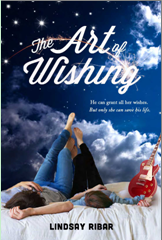 The Art of
Wishing
He can grant all her wishes.
But only she can save his life.
LINDSAY RIBAR